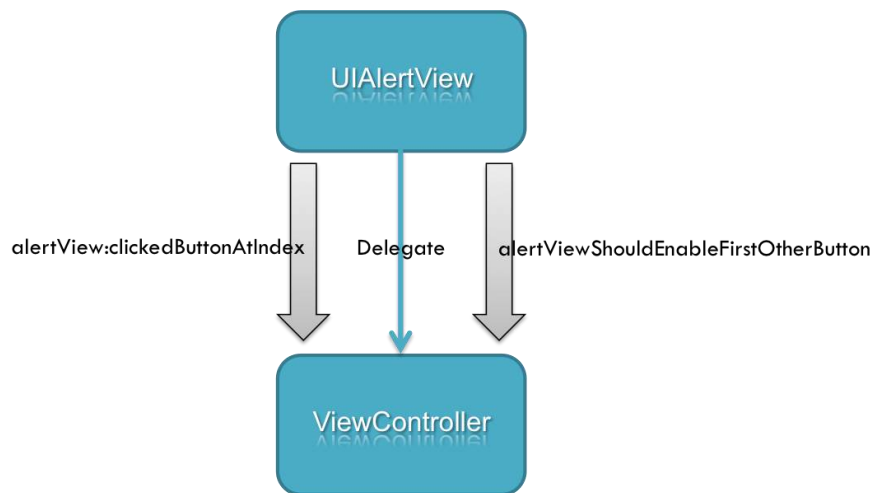 UIAlertView
alertView:clickedButtonAtIndex
Delegate
alertViewShouldEnableFirstOtherButton
ViewController